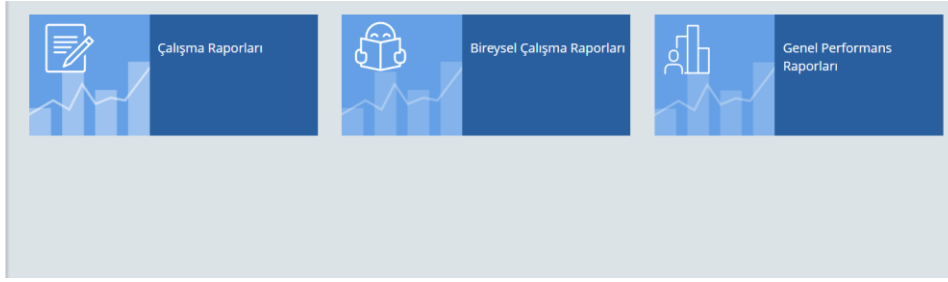 Çalışma Raporları
Bireysel Çalışma Raporları
Genel Performans
Raporları